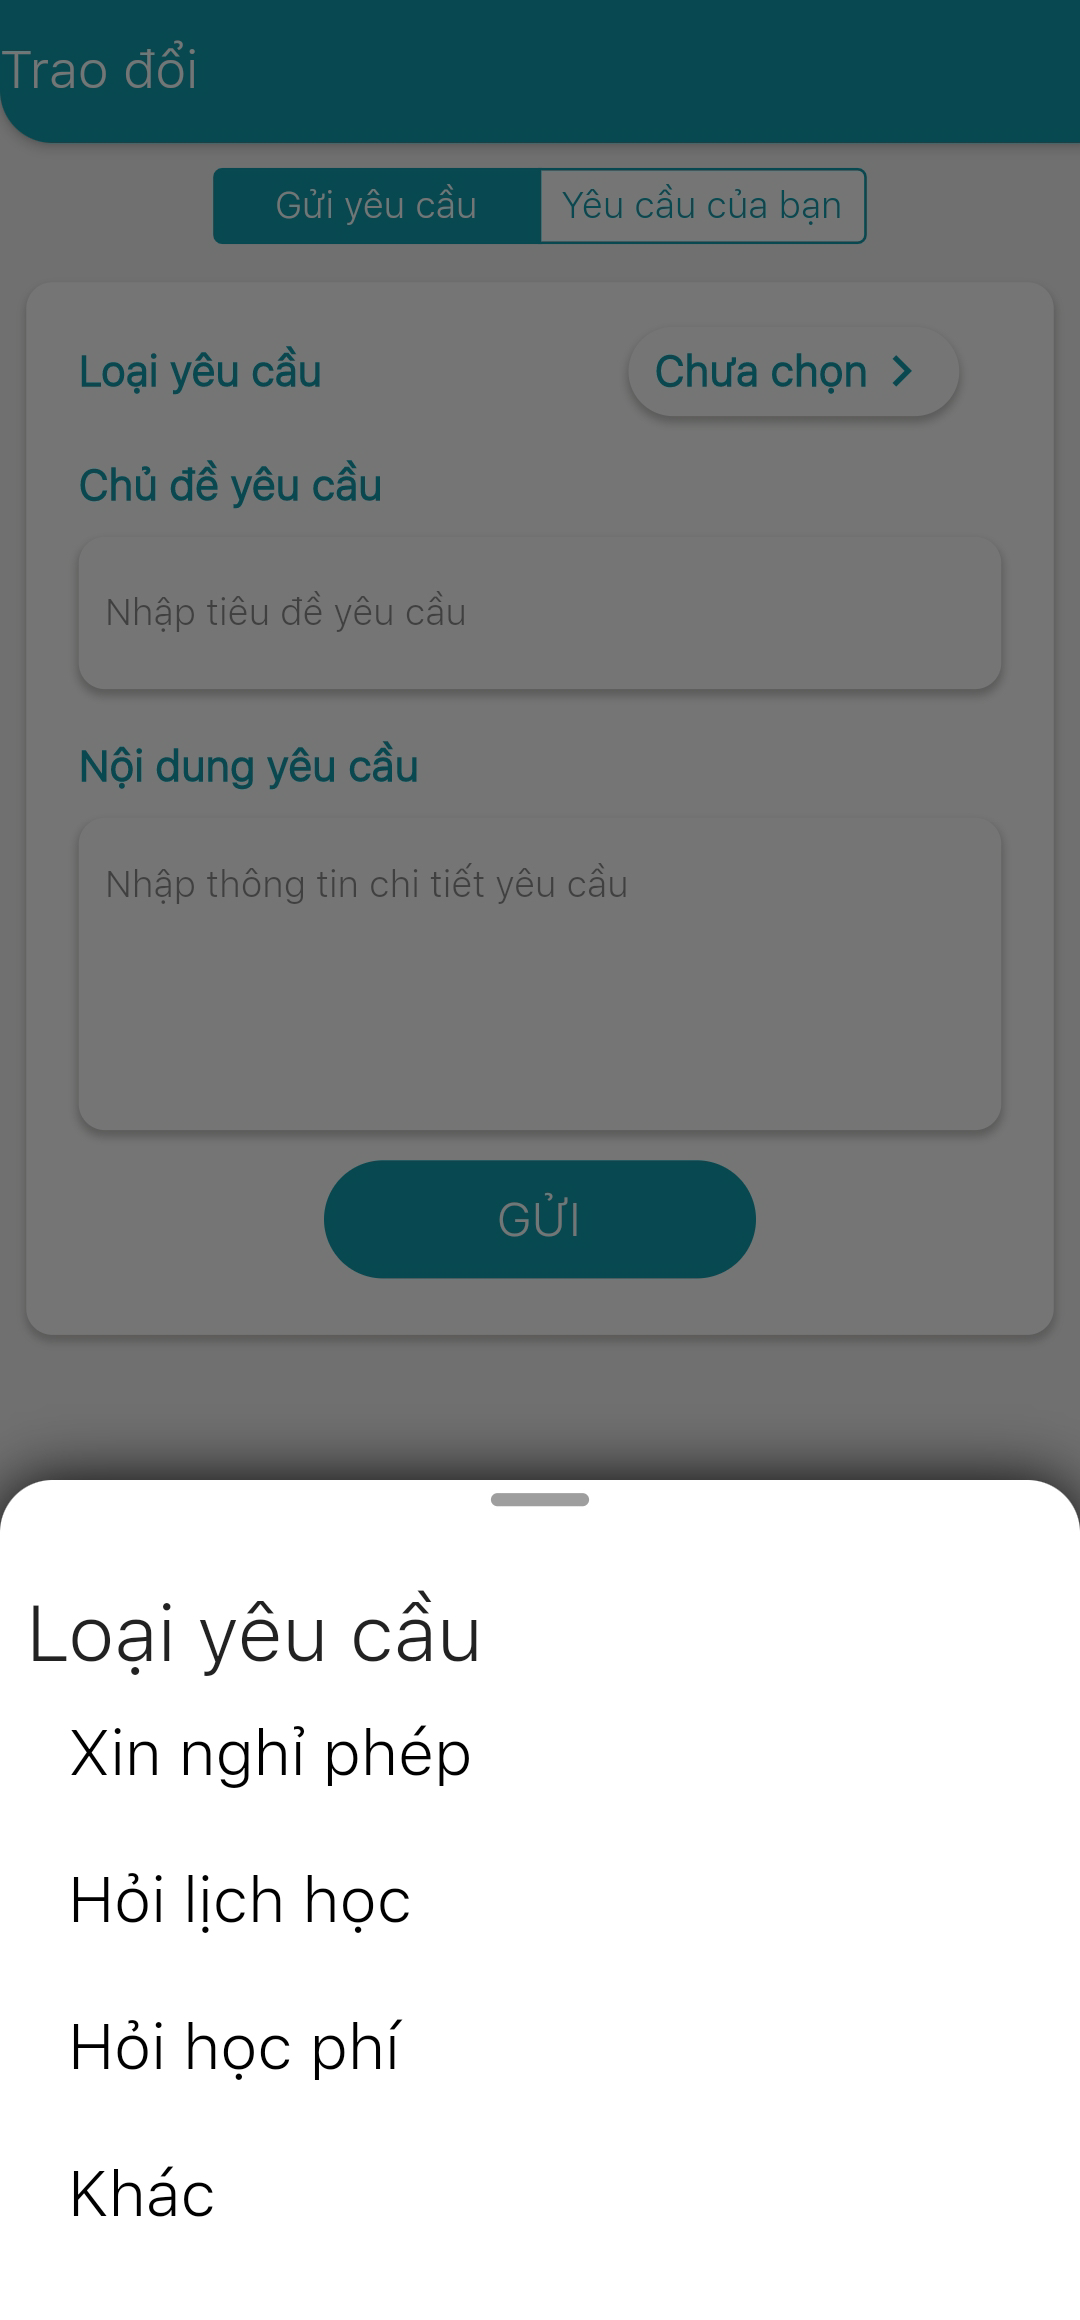 Trao đổi
Gửi yêu cầu
Yêu cầu của bạn
Loại yêu cầu
Chưa chọn
Chủ đề yêu cầu
Nhập tiêu đề yêu cầu
Nội dung yêu cầu
Nhập thông tin chi tiết yêu cầu
GỬI
Loại yêu cầu
Xin nghỉ phép
Hỏi lịch học
Hỏi học phí
Khác